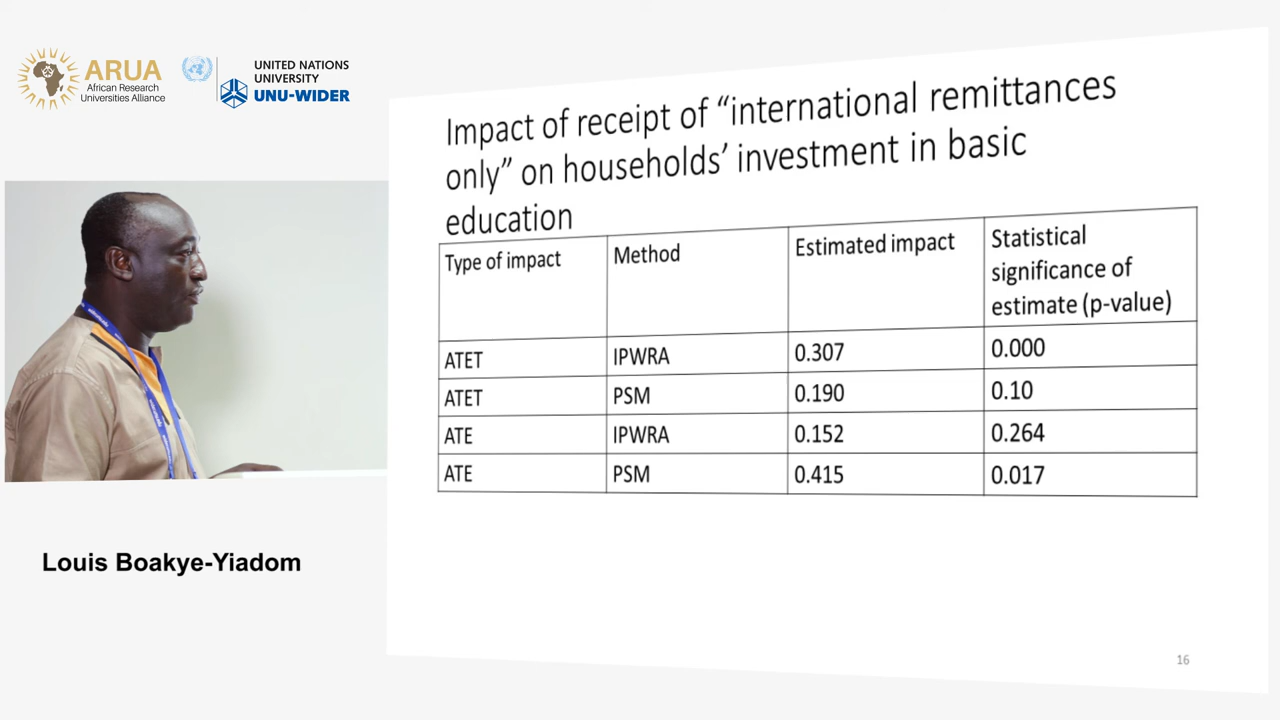 ARUA
African Research
Universities Alliance
UNITED NATIONS
UNIVERSITY
UNU-WIDER
Impact of receipt of “international remittances
only” on households’ investment in basic
education
Type of impact Method Estimated impact Statistical significance of estimate (p-value)
ATET IPWRA 0.307 0.000
ATET PSM 0.190 0.10
ATE IPWRA 0.152 0.264
ATE PSM 0.415 0.017
Louis Boakye-Yiadom
16